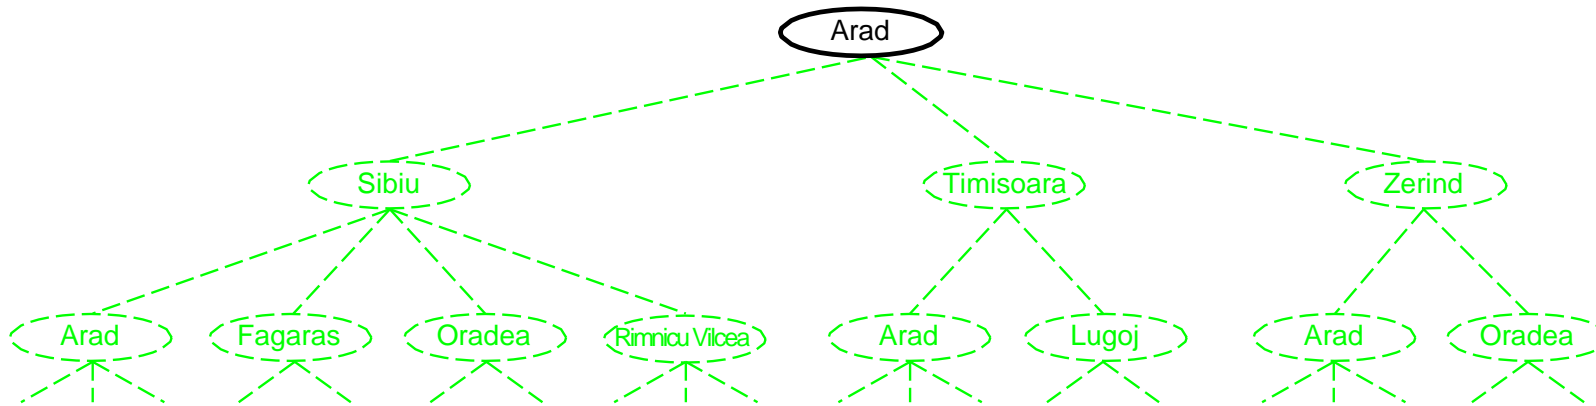 Arad
Sibiu
Timisoara
Zerind
Arad
Fagaras
Oradea
Rimnicu Vilcea
Arad
Lugoj
Arad
Oradea